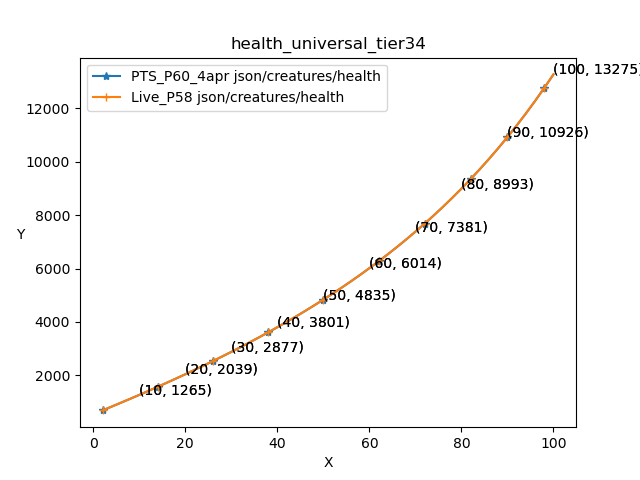 health_universal_tier34
PTS_P60_4apr json/creatures/health
Live_P58 json/creatures/health
(100, 13275)
(90, 10926)
(80, 8993)
(70, 7381)
(60, 6014)
(50, 4835)
(40, 3801)
(30, 2877)
(20, 2039)
(10, 1265)
12000
10000
8000
6000
4000
2000
Y
0 20 40 60 80 100
X